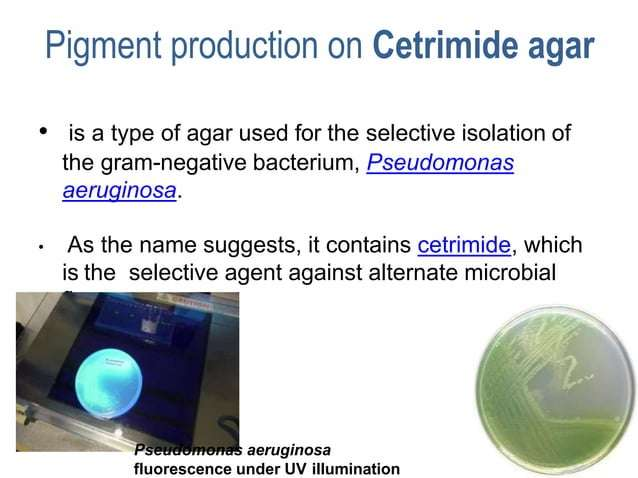 Pigment production on Cetrimide agar
• is a type of agar used for the selective isolation of
the gram-negative bacterium, Pseudomonas
aeruginosa.
• As the name suggests, it contains cetrimide, which
is the selective agent against alternate microbial
CAUTION
Pseudomonas aeruginosa
fluorescence under UV illumination